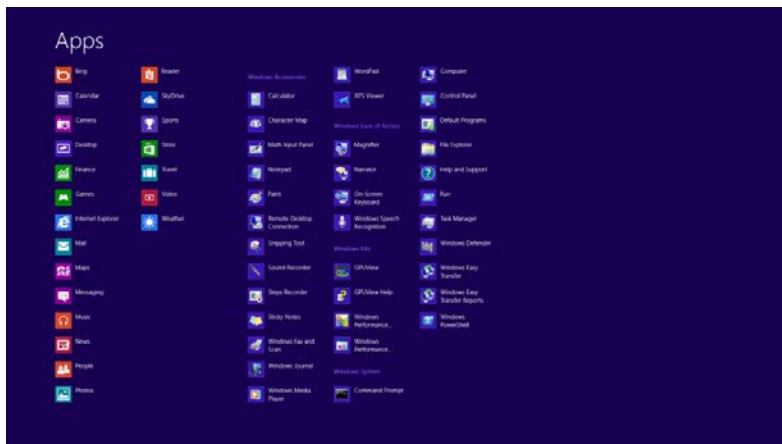 Apps
Bing
Calendar
Camera
Desktop
Finance
Games
Internet Explorer
Mail
Maps
Messaging
Music
News
People
Photos
Reader
SkyDrive
Sports
Store
Travel
Video
Weather
Windows Accessories
Calculator
Character Map
Math Input Panel
Notepad
Paint
Remote Desktop
Connection
Snipping Tool
Sound Recorder
Steps Recorder
Sticky Notes
Windows Fax and
Scan
Windows Journal
Windows Media
Player
WordPad
XPS Viewer
Windows Ease of Access
Magnifier
Narrator
On-Screen
Keyboard
Windows Speech
Recognition
Windows Kits
GPUView
GPUView Help
Windows
Performance...
Windows
Performance...
Windows System
Command Prompt
Computer
Control Panel
Default Programs
File Explorer
Help and Support
Run
Task Manager
Windows Defender
Windows Easy
Transfer
Windows Easy
Transfer Reports
Windows
PowerShell